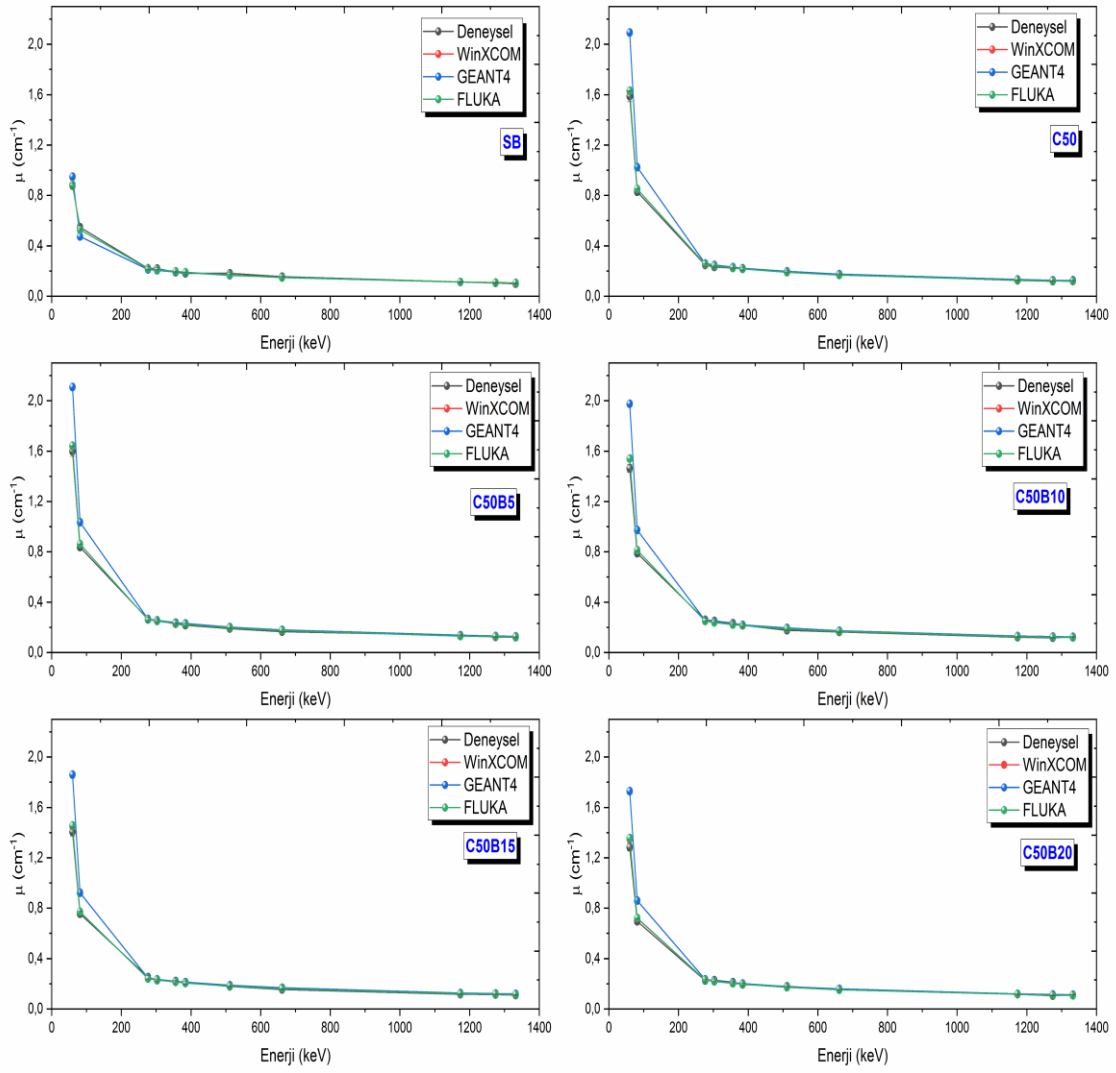 2,0
1,6
1,2
0,8
0,4
0,0
μ (cm-1)
0 200 400 600 800 1000 1200 1400
Enerji (keV)
Deneysel
WinXCOM
GEANT4
FLUKA
SB
2,0
1,6
1,2
0,8
0,4
0,0
μ (cm-1)
0 200 400 600 800 1000 1200 1400
Enerji (keV)
Deneysel
WinXCOM
GEANT4
FLUKA
C50
2,0
1,6
1,2
0,8
0,4
0,0
μ (cm-1)
0 200 400 600 800 1000 1200 1400
Enerji (keV)
Deneysel
WinXCOM
GEANT4
FLUKA
C50B5
2,0
1,6
1,2
0,8
0,4
0,0
μ (cm-1)
0 200 400 600 800 1000 1200 1400
Enerji (keV)
Deneysel
WinXCOM
GEANT4
FLUKA
C50B10
2,0
1,6
1,2
0,8
0,4
0,0
μ (cm-1)
0 200 400 600 800 1000 1200 1400
Enerji (keV)
Deneysel
WinXCOM
GEANT4
FLUKA
C50B15
2,0
1,6
1,2
0,8
0,4
0,0
μ (cm-1)
0 200 400 600 800 1000 1200 1400
Enerji (keV)
Deneysel
WinXCOM
GEANT4
FLUKA
C50B20